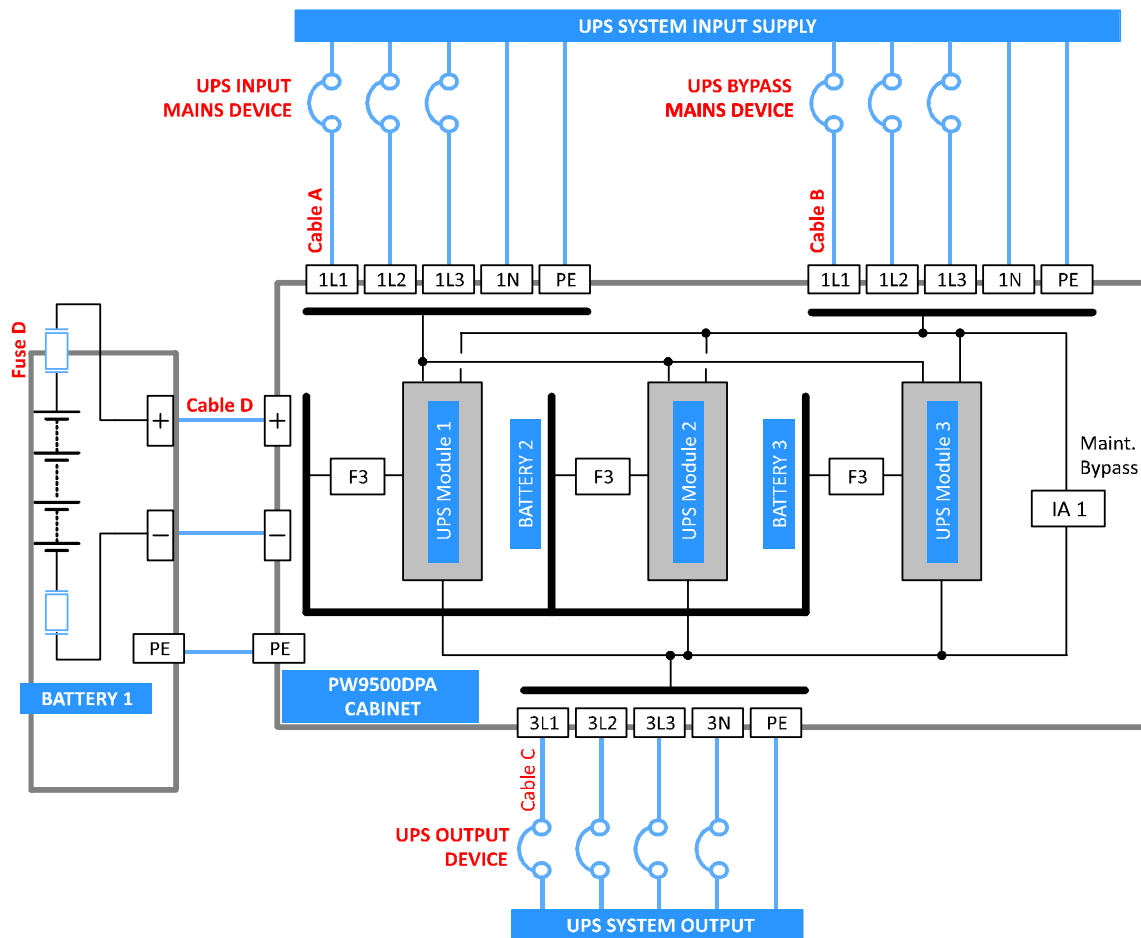 UPS SYSTEM INPUT SUPPLY
UPS INPUT
MAINS DEVICE
UPS BYPASS
MAINS DEVICE
Cable A
Cable B
1L1
1L2
1L3
1N
PE
1L1
1L2
1L3
1N
PE
Fuse D
Cable D
+
+
UPS Module 1
BATTERY 2
UPS Module 2
BATTERY 3
UPS Module 3
Maint.
Bypass
F3
F3
F3
IA 1
−
−
PE
PE
BATTERY 1
PW9500DPA
CABINET
3L1
3L2
3L3
3N
PE
Cable C
UPS OUTPUT
DEVICE
UPS SYSTEM OUTPUT